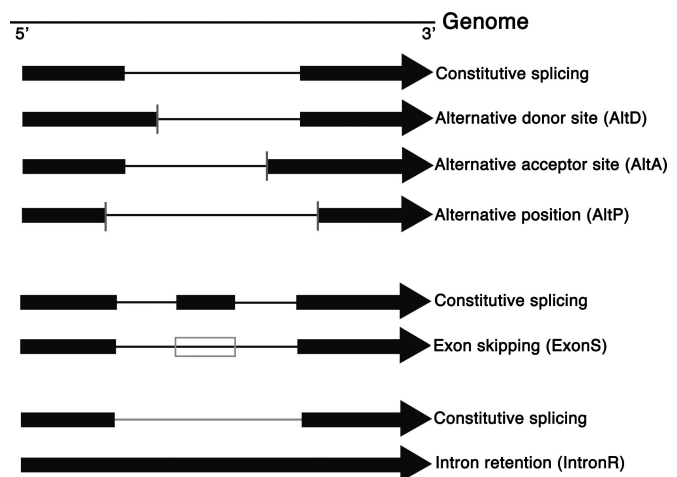 Genome
5’ 3’
Constitutive splicing
Alternative donor site (AltD)
Alternative acceptor site (AltA)
Alternative position (AltP)
Constitutive splicing
Exon skipping (ExonS)
Constitutive splicing
Intron retention (IntronR)